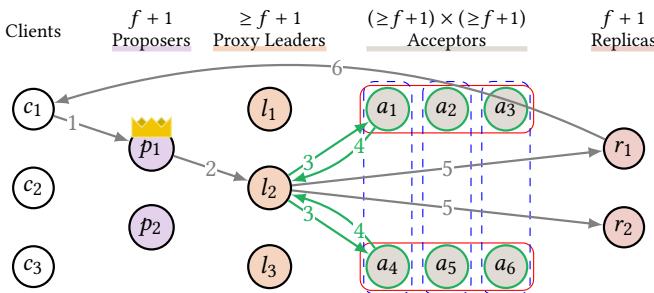 Clients
f + 1
Proposers
≥ f + 1
Proxy Leaders
(≥f+1) × (≥f+1)
Acceptors
f + 1
Replicas
6
c₁
1
p₁
l₁
a₁
a₂
a₃
3
4
r₁
2
5
c₂
l₂
5
p₂
3
4
r₂
c₃
l₃
a₄
a₅
a₆